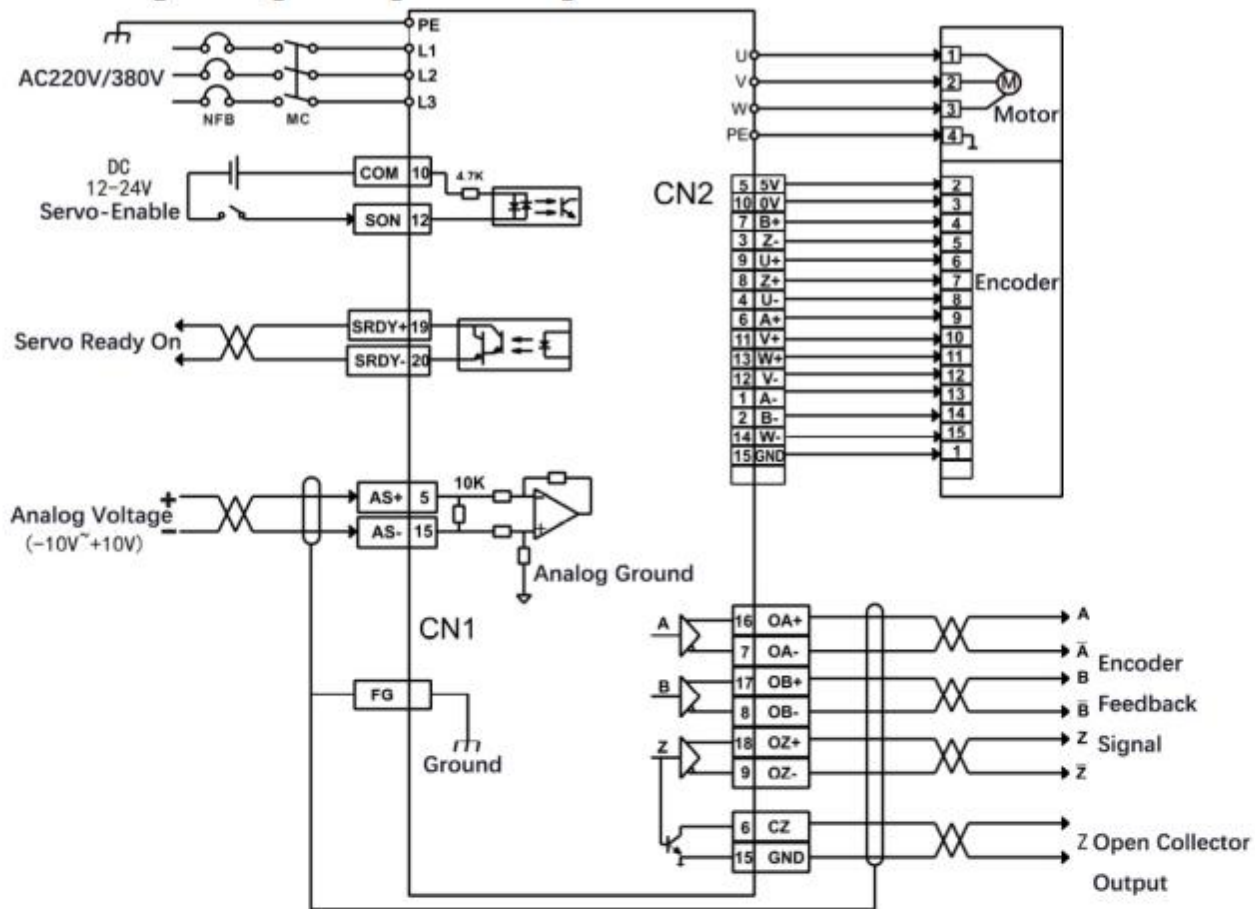 PE
L1
AC220V/380V
L2
L3
NFB
MC
U
V
W
PE
1
2
3
4
M
Motor
DC
12-24V
Servo-Enable
COM 10
4.7K
SON 12
CN2
5 5V 2
10 0V 3
7 B+ 4
3 Z- 5
9 U+ 6
8 Z+ 7
4 U- 8
6 A+ 9
11 V+ 10
13 W+ 11
12 V- 12
1 A- 13
2 B- 14
14 W- 15
15 GND 1
Encoder
Servo Ready On
SRDY+ 19
SRDY- 20
Analog Voltage
(-10V~+10V)
+
−
AS+ 5
AS- 15
10K
−
+
Analog Ground
CN1
FG
Ground
A
16 OA+
A
7 OA-
A̅
B
17 OB+
B
8 OB-
B̅
Z
18 OZ+
Z
9 OZ-
Z̅
Encoder
Feedback
Signal
6 CZ
15 GND
Z Open Collector
Output